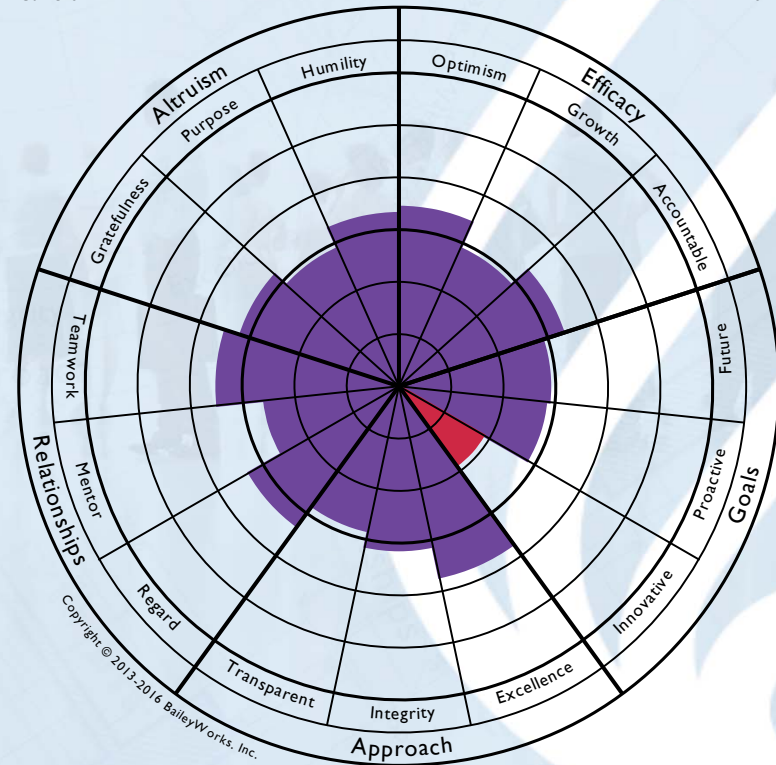 Altruism
Efficacy
Goals
Approach
Relationships
Humility
Optimism
Growth
Accountable
Future
Proactive
Innovative
Excellence
Integrity
Transparent
Regard
Mentor
Teamwork
Gratefulness
Purpose
Copyright © 2013-2016 BaileyWorks, Inc.